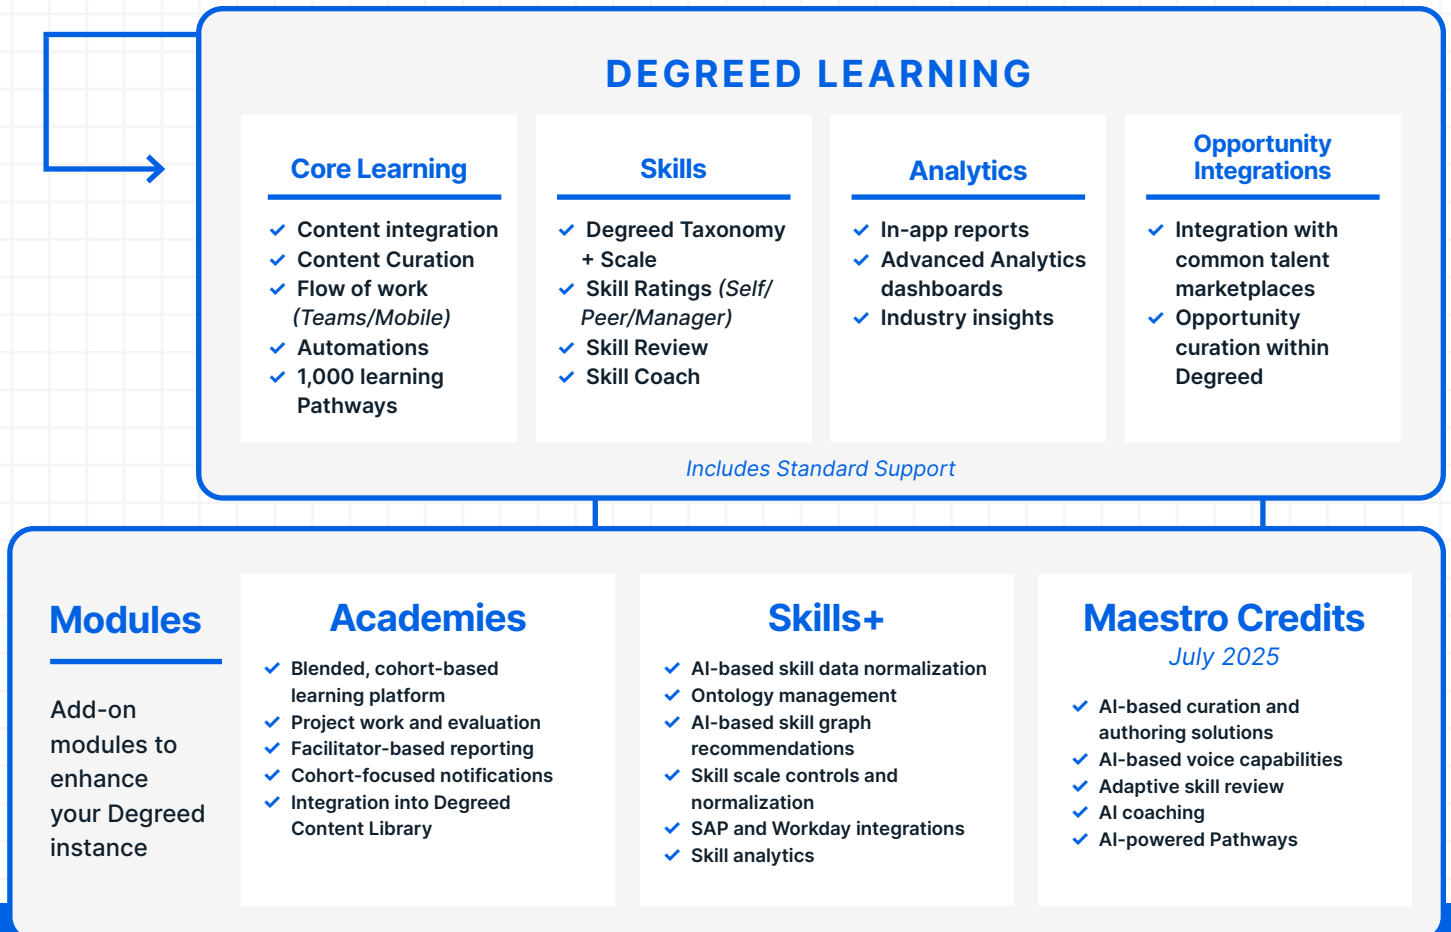 DEGREED LEARNING
Core Learning
Content integration
Content Curation
Flow of work
(Teams/Mobile)
Automations
1,000 learning
Pathways
Skills
Degreed Taxonomy
+ Scale
Skill Ratings (Self/
Peer/Manager)
Skill Review
Skill Coach
Analytics
In-app reports
Advanced Analytics
dashboards
Industry insights
Opportunity
Integrations
Integration with
common talent
marketplaces
Opportunity
curation within
Degreed
Includes Standard Support
Modules
Add-on
modules to
enhance
your Degreed
instance
Academies
Blended, cohort-based
learning platform
Project work and evaluation
Facilitator-based reporting
Cohort-focused notifications
Integration into Degreed
Content Library
Skills+
AI-based skill data normalization
Ontology management
AI-based skill graph
recommendations
Skill scale controls and
normalization
SAP and Workday integrations
Skill analytics
Maestro Credits
July 2025
AI-based curation and
authoring solutions
AI-based voice capabilities
Adaptive skill review
AI coaching
AI-powered Pathways